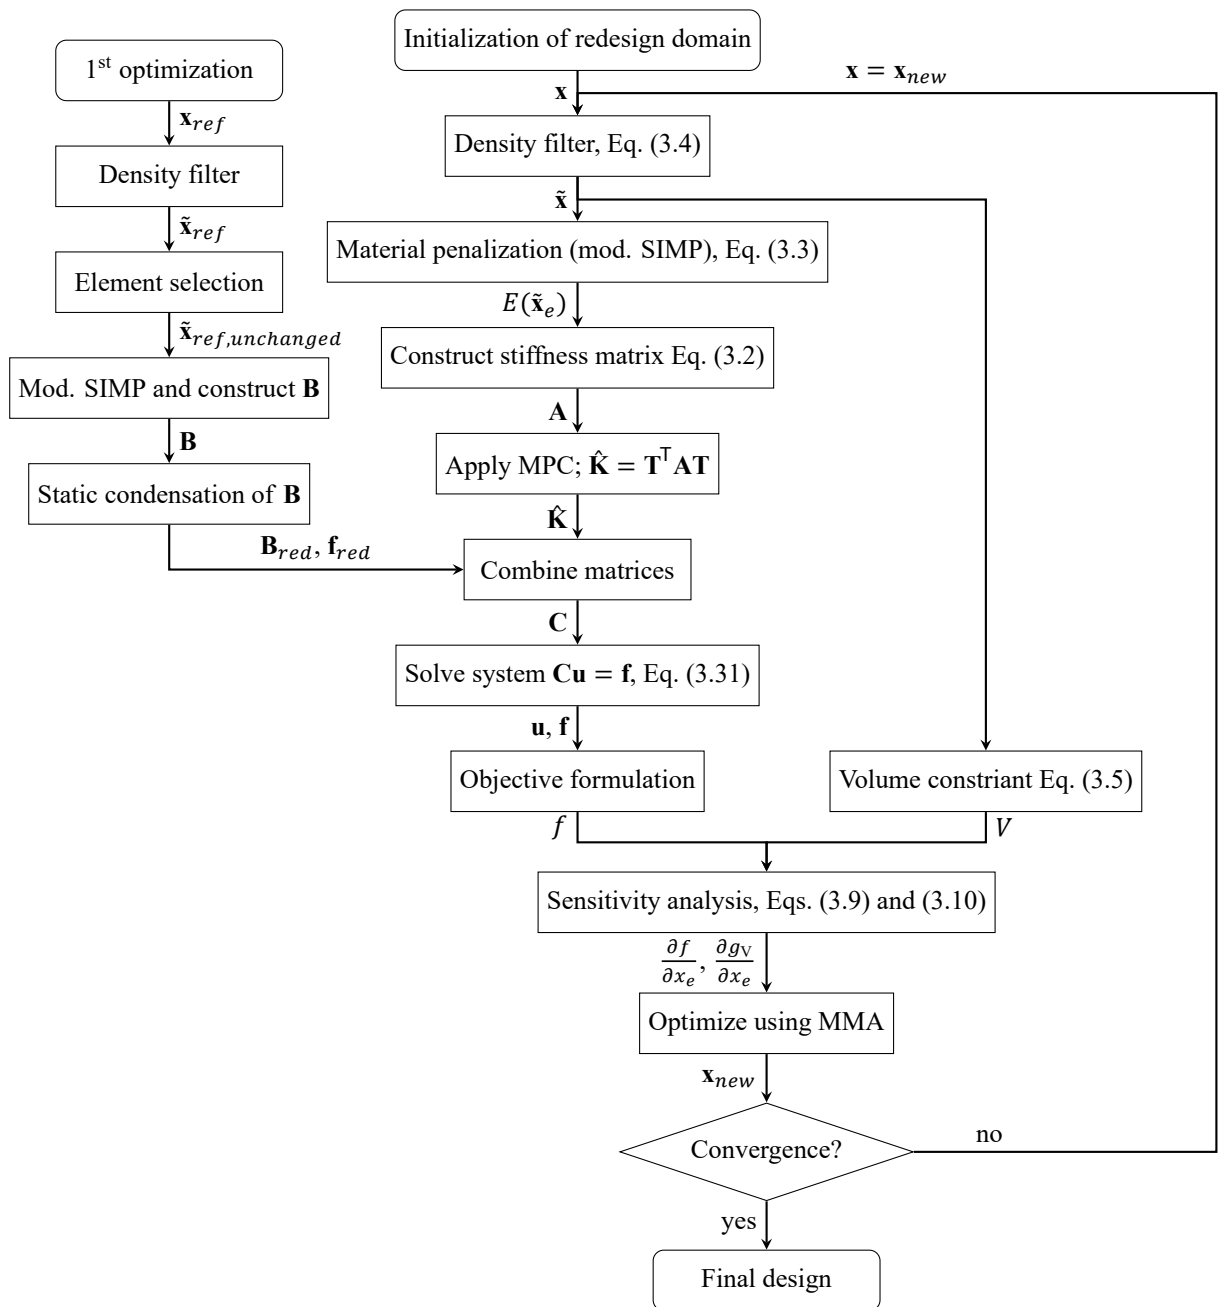 Initialization of redesign domain
1st optimization
x = x_new
x
x_ref
Density filter, Eq. (3.4)
Density filter
x̃
x̃_ref
Material penalization (mod. SIMP), Eq. (3.3)
Element selection
E(x̃_e)
x̃_ref,unchanged
Construct stiffness matrix Eq. (3.2)
Mod. SIMP and construct B
A
B
Apply MPC; K̂ = TᵀAT
Static condensation of B
K̂
B_red, f_red
Combine matrices
C
Solve system Cu = f, Eq. (3.31)
u, f
Objective formulation
Volume constriant Eq. (3.5)
f
V
Sensitivity analysis, Eqs. (3.9) and (3.10)
∂f/∂x_e, ∂g_V/∂x_e
Optimize using MMA
x_new
Convergence?
no
yes
Final design